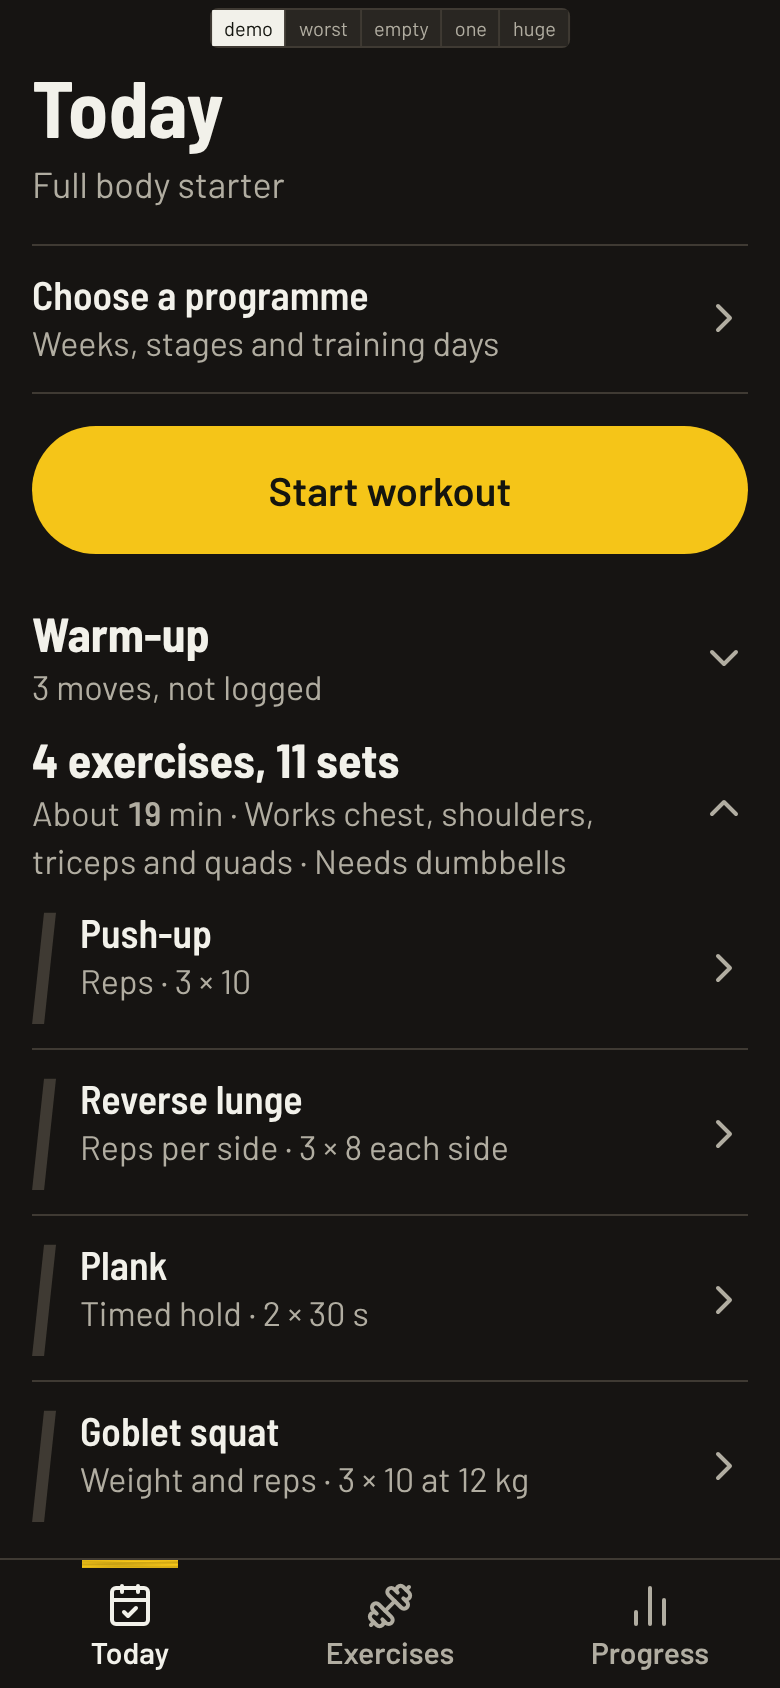 demo worst empty one huge
Today
Full body starter
Choose a programme
Weeks, stages and training days
Start workout
Warm-up
3 moves, not logged
4 exercises, 11 sets
About 19 min · Works chest, shoulders,
triceps and quads · Needs dumbbells
Push-up
Reps · 3 × 10
Reverse lunge
Reps per side · 3 × 8 each side
Plank
Timed hold · 2 × 30 s
Goblet squat
Weight and reps · 3 × 10 at 12 kg
Today Exercises Progress